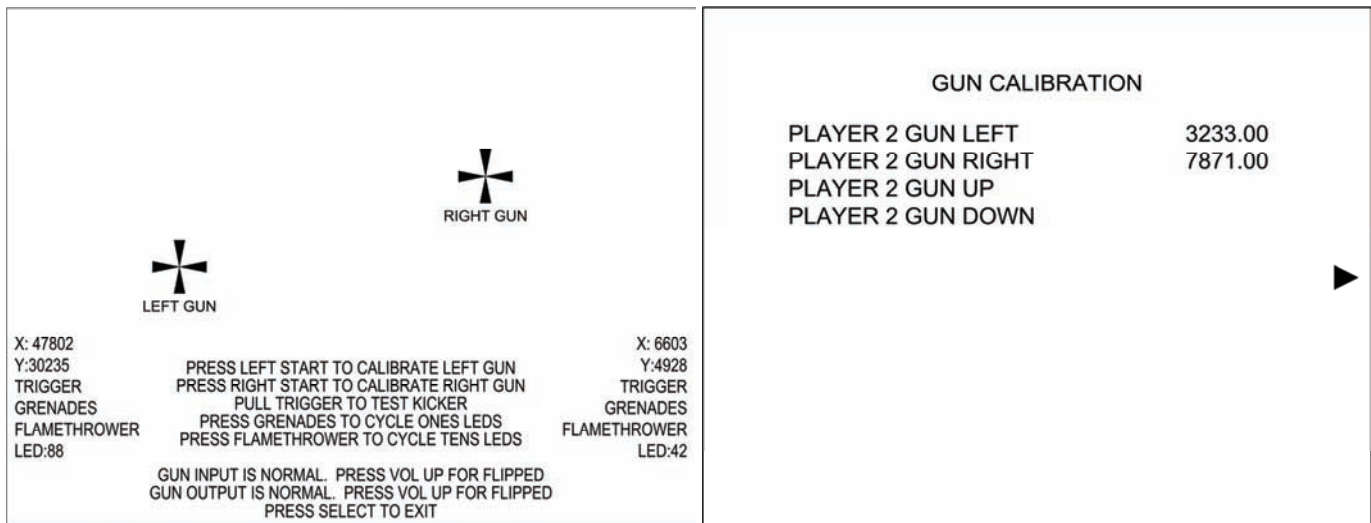 RIGHT GUN
LEFT GUN
X: 47802
Y:30235
TRIGGER
GRENADES
FLAMETHROWER
LED:88
PRESS LEFT START TO CALIBRATE LEFT GUN
PRESS RIGHT START TO CALIBRATE RIGHT GUN
PULL TRIGGER TO TEST KICKER
PRESS GRENADES TO CYCLE ONES LEDS
PRESS FLAMETHROWER TO CYCLE TENS LEDS
X: 6603
Y:4928
TRIGGER
GRENADES
FLAMETHROWER
LED:42
GUN INPUT IS NORMAL. PRESS VOL UP FOR FLIPPED
GUN OUTPUT IS NORMAL. PRESS VOL UP FOR FLIPPED
PRESS SELECT TO EXIT
GUN CALIBRATION
PLAYER 2 GUN LEFT 3233.00
PLAYER 2 GUN RIGHT 7871.00
PLAYER 2 GUN UP
PLAYER 2 GUN DOWN